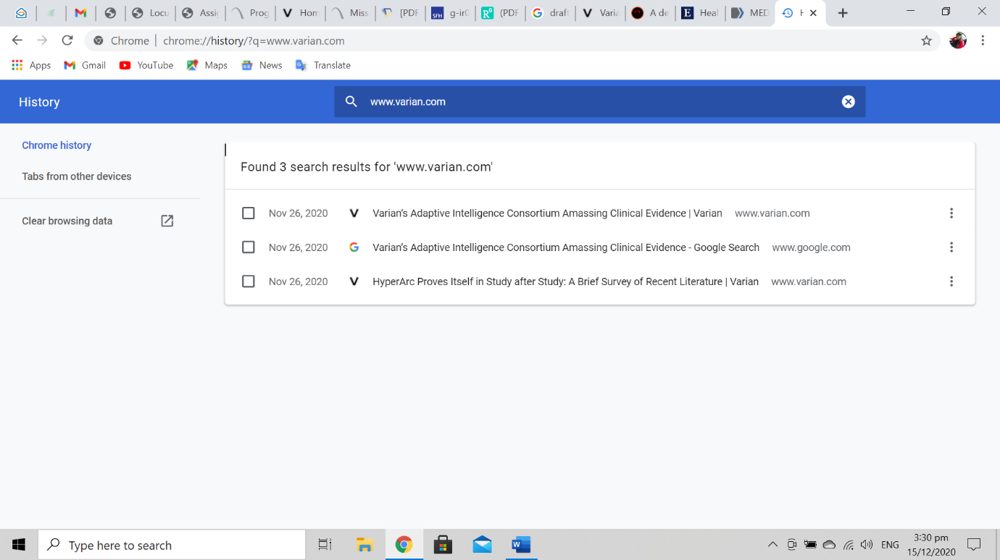 Locu
Assi
Prog
Hom
Miss
[PDF
SFH g-ir0
R⁶ (PDF
draf
Varia
A de
E Heal
MED
H
Chrome | chrome://history/?q=www.varian.com
Apps Gmail YouTube Maps News Translate
History www.varian.com
Chrome history
Tabs from other devices
Clear browsing data
Found 3 search results for 'www.varian.com'
Nov 26, 2020 V Varian’s Adaptive Intelligence Consortium Amassing Clinical Evidence | Varian www.varian.com
Nov 26, 2020 G Varian’s Adaptive Intelligence Consortium Amassing Clinical Evidence - Google Search www.google.com
Nov 26, 2020 V HyperArc Proves Itself in Study after Study: A Brief Survey of Recent Literature | Varian www.varian.com
Type here to search
ENG
3:30 pm
15/12/2020